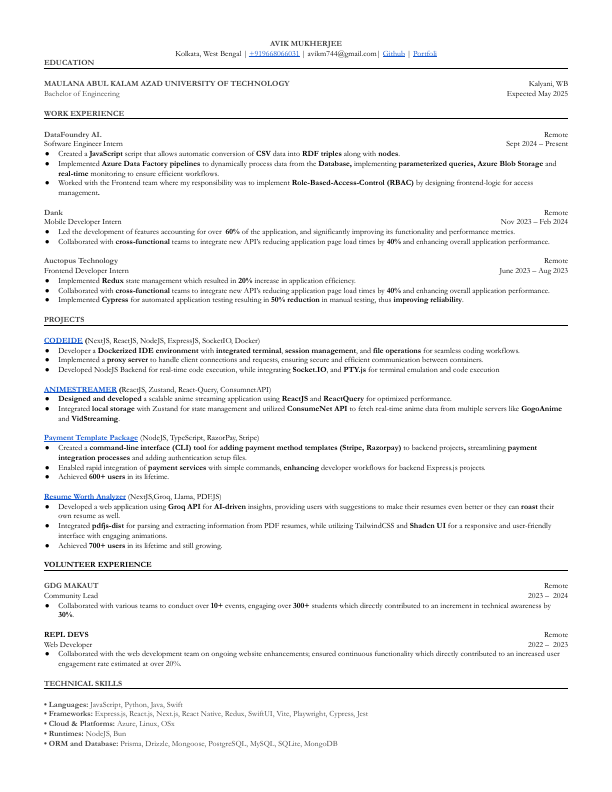 AVIK MUKHERJEE
Kolkata, West Bengal | +919668066031 | avikm744@gmail.com| Github | Portfoli
EDUCATION
MAULANA ABUL KALAM AZAD UNIVERSITY OF TECHNOLOGY Kalyani, WB
Bachelor of Engineering Expected May 2025
WORK EXPERIENCE
DataFoundry AI. Remote
Software Engineer Intern Sept 2024 – Present
● Created a JavaScript script that allows automatic conversion of CSV data into RDF triples along with nodes.
● Implemented Azure Data Factory pipelines to dynamically process data from the Database, implementing parameterized queries, Azure Blob Storage and
real-time monitoring to ensure efficient workflows.
● Worked with the Frontend team where my responsibility was to implement Role-Based-Access-Control (RBAC) by designing frontend-logic for access
management.
Dank Remote
Mobile Developer Intern Nov 2023 – Feb 2024
● Led the development of features accounting for over 60% of the application, and significantly improving its functionality and performance metrics.
● Collaborated with cross-functional teams to integrate new API's reducing application page load times by 40% and enhancing overall application performance.
Auctopus Technology Remote
Frontend Developer Intern June 2023 – Aug 2023
● Implemented Redux state management which resulted in 20% increase in application efficiency.
● Collaborated with cross-functional teams to integrate new API's reducing application page load times by 40% and enhancing overall application performance.
● Implemented Cypress for automated application testing resulting in 50% reduction in manual testing, thus improving reliability.
PROJECTS
CODEIDE (NextJS, ReactJS, NodeJS, ExpressJS, SocketIO, Docker)
● Developer a Dockerized IDE environment with integrated terminal, session management, and file operations for seamless coding workflows.
● Implemented a proxy server to handle client connections and requests, ensuring secure and efficient communication between containers.
● Developed NodeJS Backend for real-time code execution, while integrating Socket.IO, and PTY.js for terminal emulation and code execution
ANIMESTREAMER (ReactJS, Zustand, React-Query, ConsumnetAPI)
● Designed and developed a scalable anime streaming application using ReactJS and ReactQuery for optimized performance.
● Integrated local storage with Zustand for state management and utilized ConsumeNet API to fetch real-time anime data from multiple servers like GogoAnime
and VidStreaming.
Payment Template Package (NodeJS, TypeScript, RazorPay, Stripe)
● Created a command-line interface (CLI) tool for adding payment method templates (Stripe, Razorpay) to backend projects, streamlining payment
integration processes and adding authentication setup files.
● Enabled rapid integration of payment services with simple commands, enhancing developer workflows for backend Express.js projects.
● Achieved 600+ users in its lifetime.
Resume Worth Analyzer (NextJS,Groq, Llama, PDFJS)
● Developed a web application using Groq API for AI-driven insights, providing users with suggestions to make their resumes even better or they can roast their
own resume as well.
● Integrated pdfjs-dist for parsing and extracting information from PDF resumes, while utilizing TailwindCSS and Shaden UI for a responsive and user-friendly
interface with engaging animations.
● Achieved 700+ users in its lifetime and still growing.
VOLUNTEER EXPERIENCE
GDG MAKAUT Remote
Community Lead 2023 – 2024
● Collaborated with various teams to conduct over 10+ events, engaging over 300+ students which directly contributed to an increment in technical awareness by
30%.
REPL DEVS Remote
Web Developer 2022 – 2023
● Collaborated with the web development team on ongoing website enhancements; ensured continuous functionality which directly contributed to an increased user
engagement rate estimated at over 20%.
TECHNICAL SKILLS
• Languages: JavaScript, Python, Java, Swift
• Frameworks: Express.js, React.js, Next.js, React Native, Redux, SwiftUI, Vite, Playwright, Cypress, Jest
• Cloud & Platforms: Azure, Linux, OSx
• Runtimes: NodeJS, Bun
• ORM and Database: Prisma, Drizzle, Mongoose, PostgreSQL, MySQL, SQLite, MongoDB